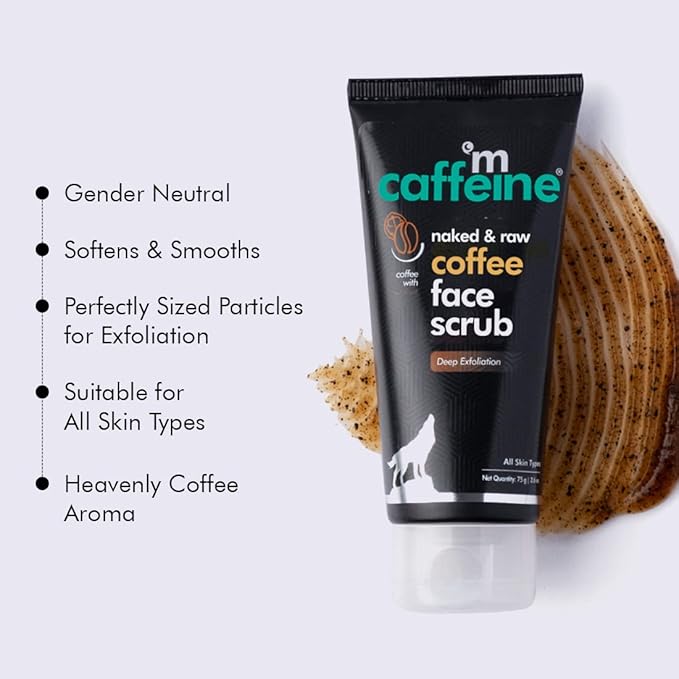 Gender Neutral
Softens & Smooths
Perfectly Sized Particles
for Exfoliation
Suitable for
All Skin Types
Heavenly Coffee
Aroma
'm
caffeine®
naked & raw
coffee
face
scrub
coffee
with
Deep Exfoliation
All Skin Types
Net Quantity: 75 g |